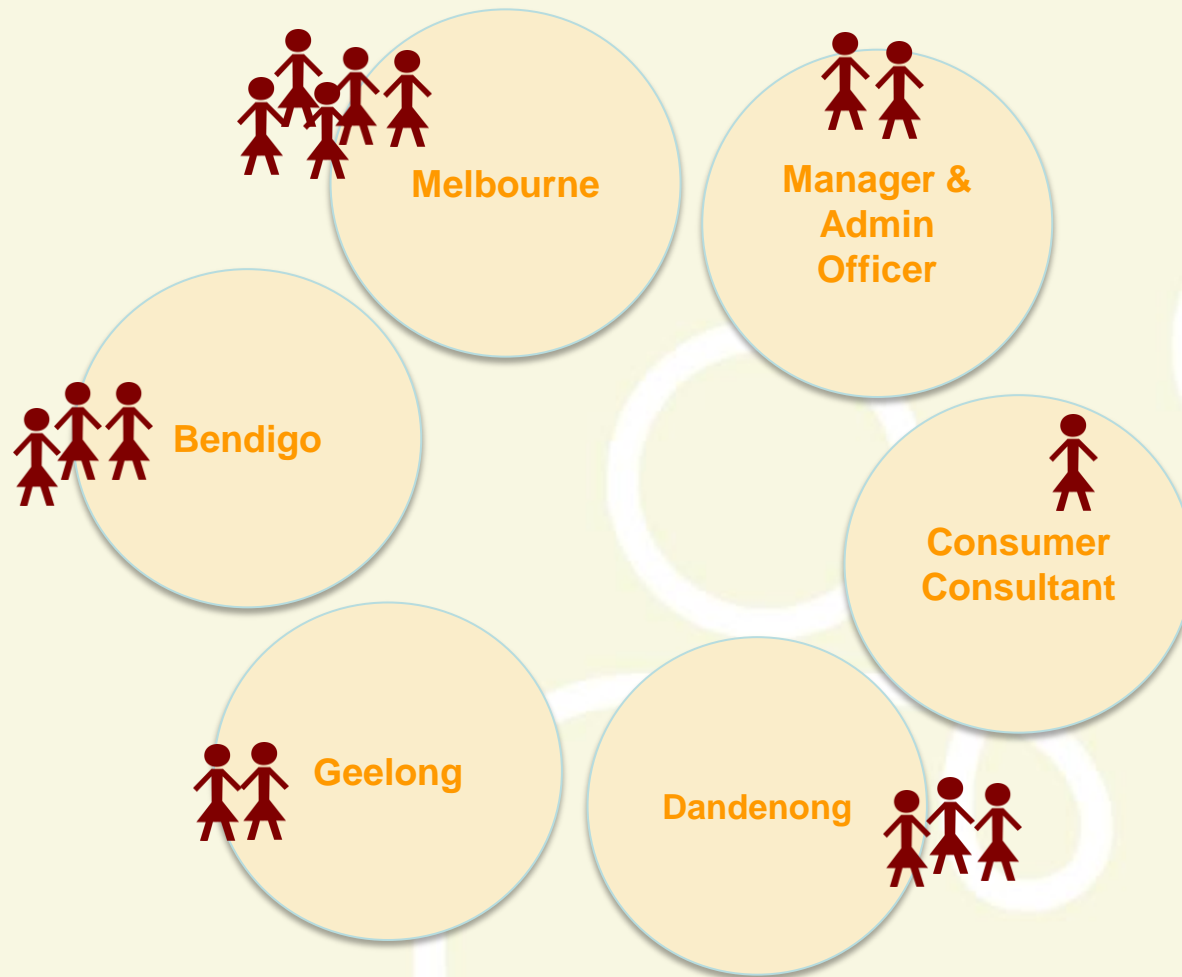 Melbourne
Manager &
Admin
Officer
Bendigo
Consumer
Consultant
Geelong
Dandenong